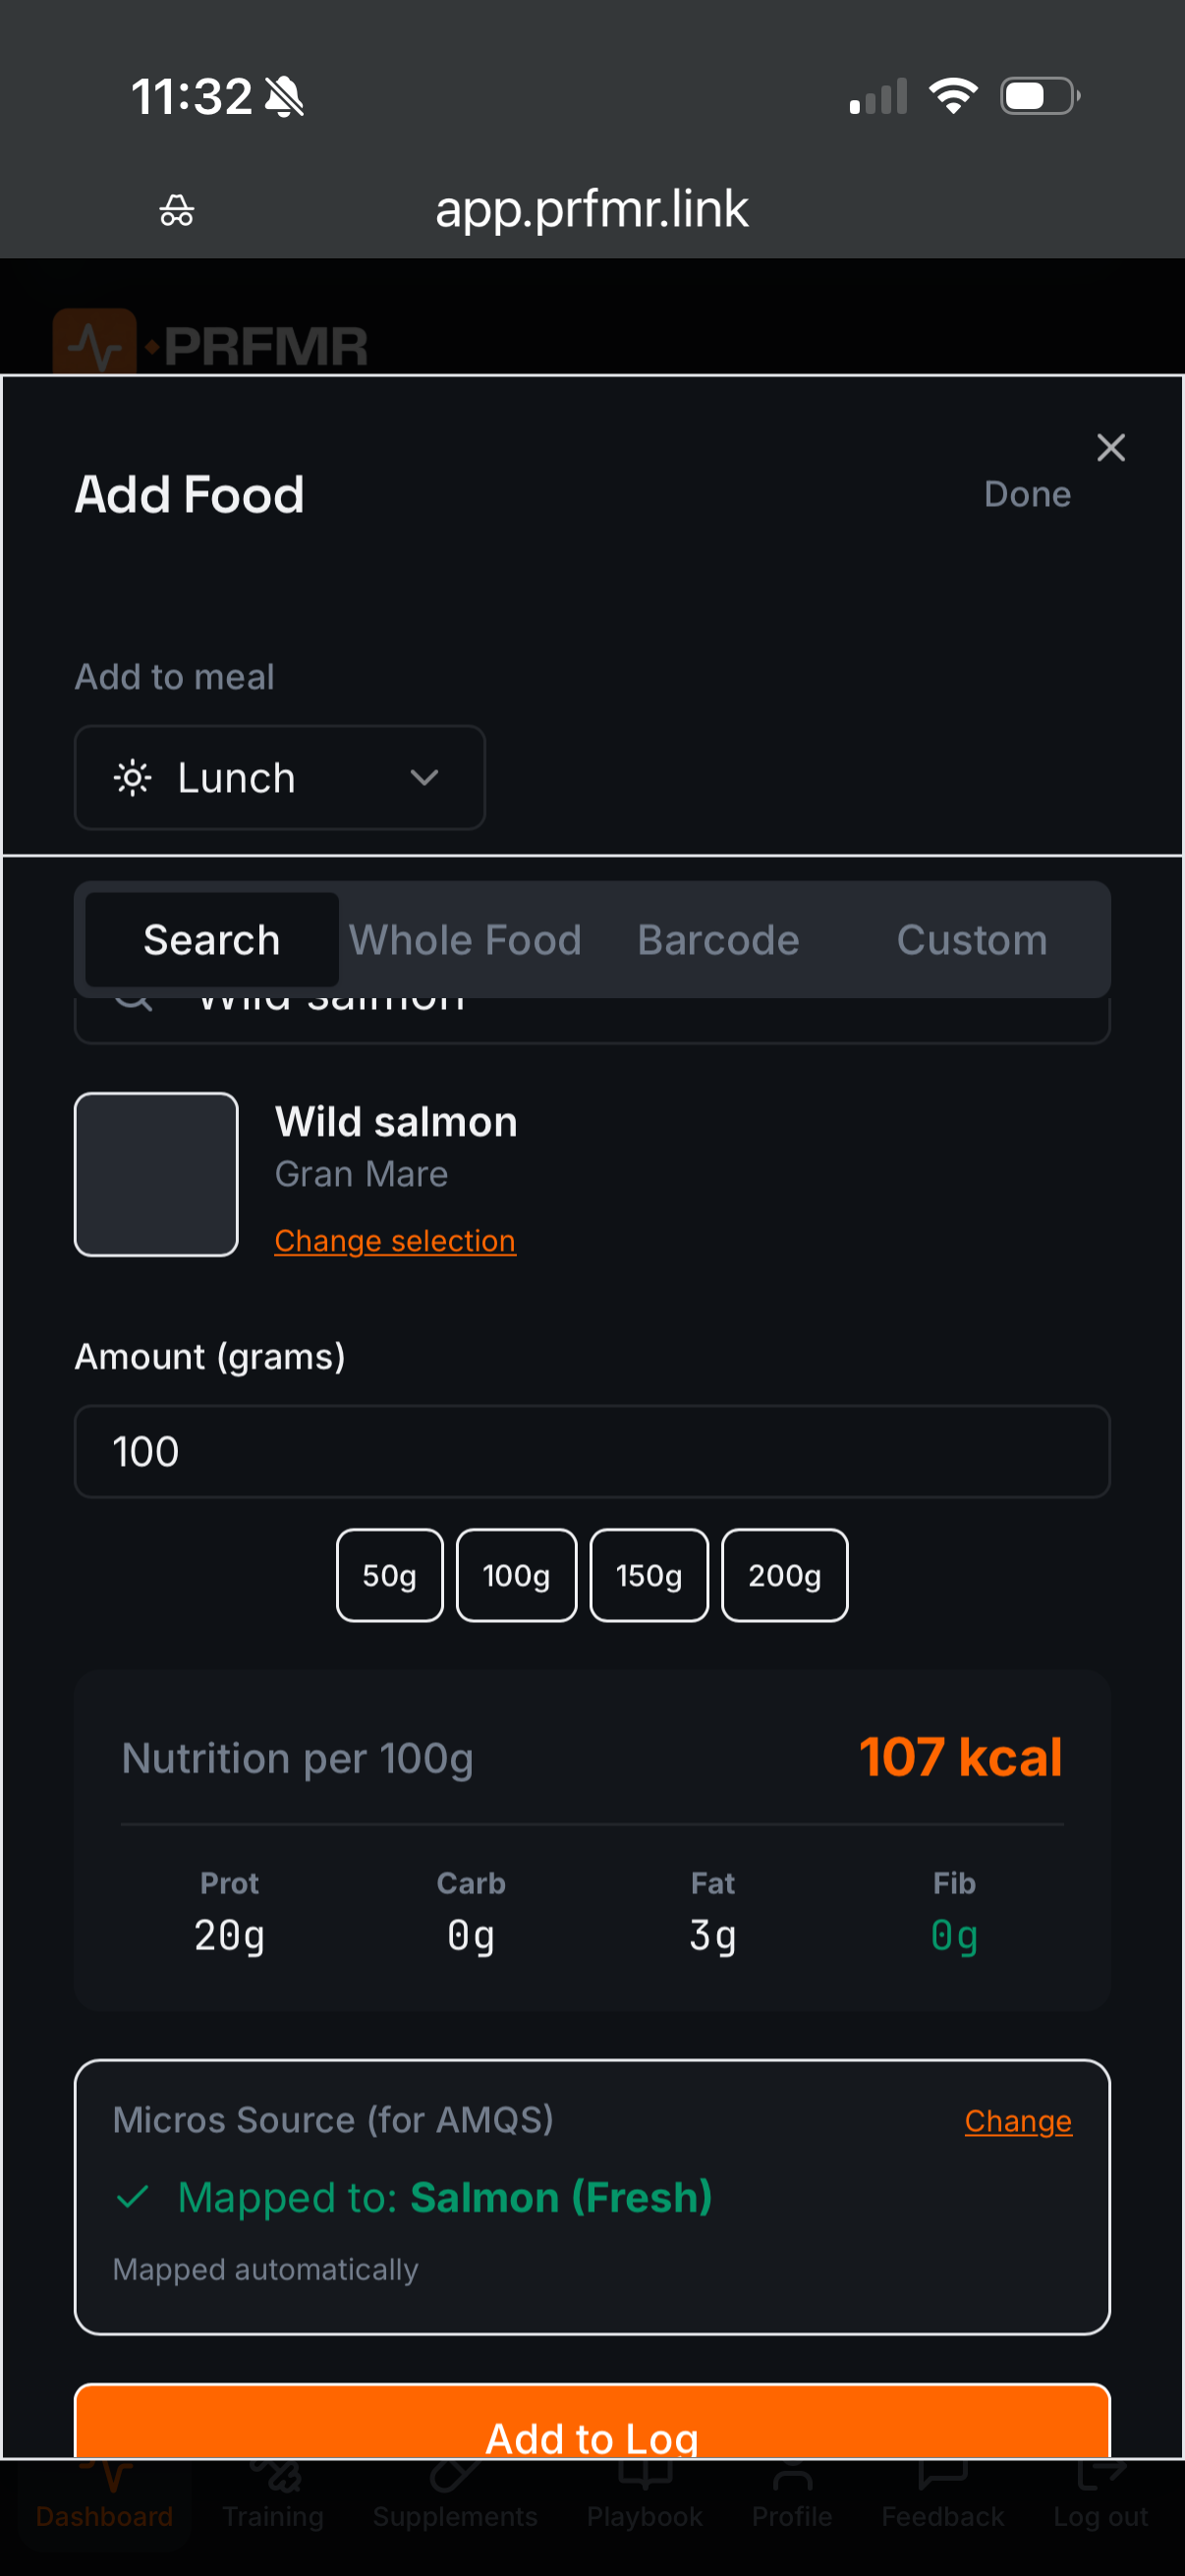 11:32
app.prfmr.link
PRFMR
Add Food
Done
Add to meal
Lunch
Search Whole Food Barcode Custom
Wild salmon
Wild salmon
Gran Mare
Change selection
Amount (grams)
100
50g 100g 150g 200g
Nutrition per 100g 107 kcal
Prot Carb Fat Fib
20g 0g 3g 0g
Micros Source (for AMQS) Change
Mapped to: Salmon (Fresh)
Mapped automatically
Add to Log
Dashboard Training Supplements Playbook Profile Feedback Log out